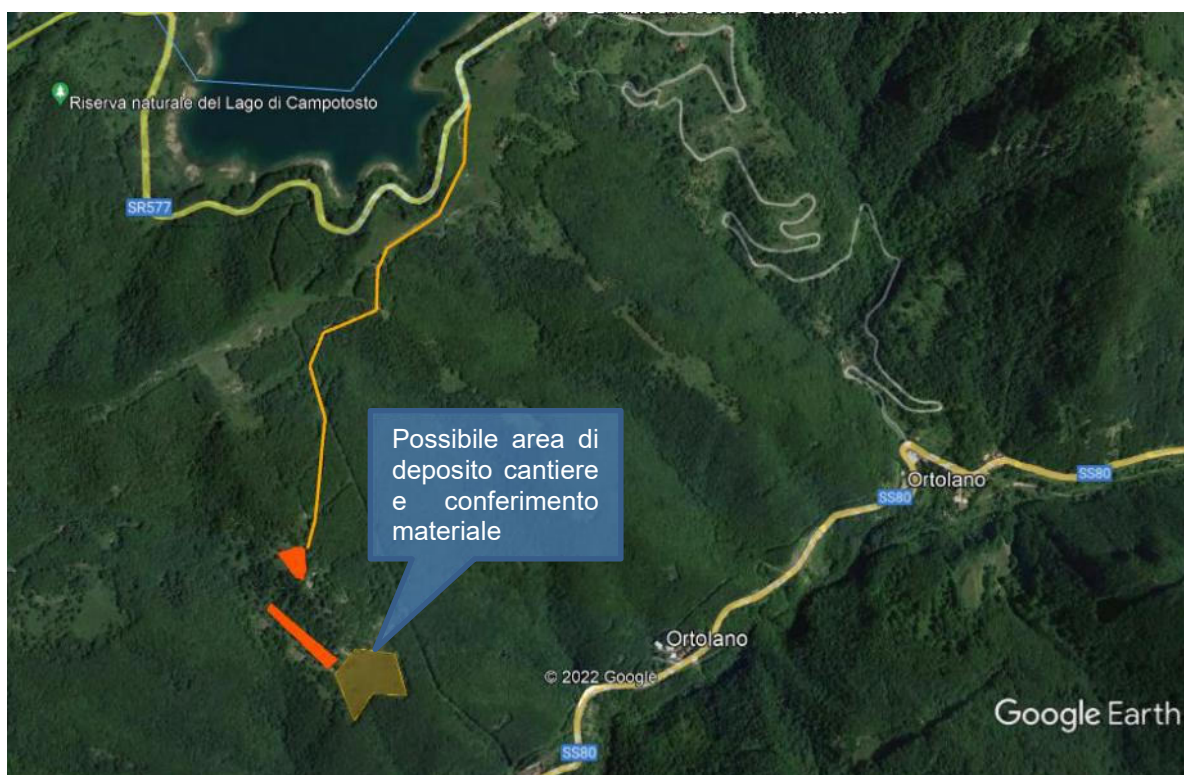 Campotosto
Riserva naturale del Lago di Campotosto
SR577
Possibile area di
deposito cantiere
e conferimento
materiale
Ortolano
SS80
SS80
Ortolano
© 2022 Google
Google Earth
SS80